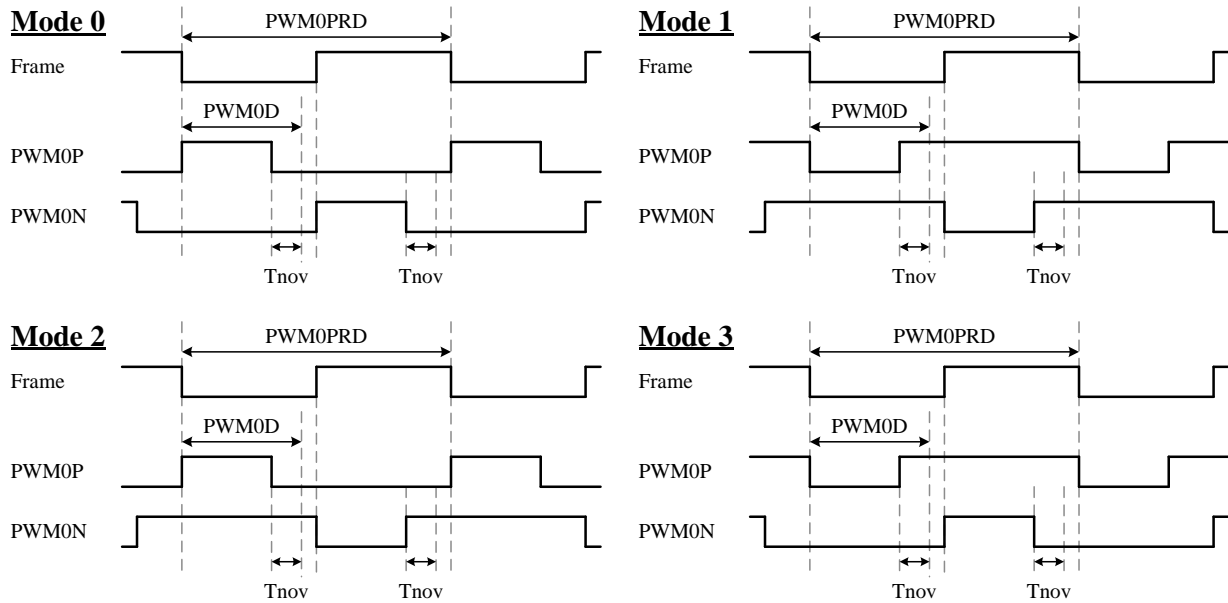 Mode 0
PWM0PRD
Frame
PWM0D
PWM0P
PWM0N
Tnov Tnov
Mode 1
PWM0PRD
Frame
PWM0D
PWM0P
PWM0N
Tnov Tnov
Mode 2
PWM0PRD
Frame
PWM0D
PWM0P
PWM0N
Tnov Tnov
Mode 3
PWM0PRD
Frame
PWM0D
PWM0P
PWM0N
Tnov Tnov